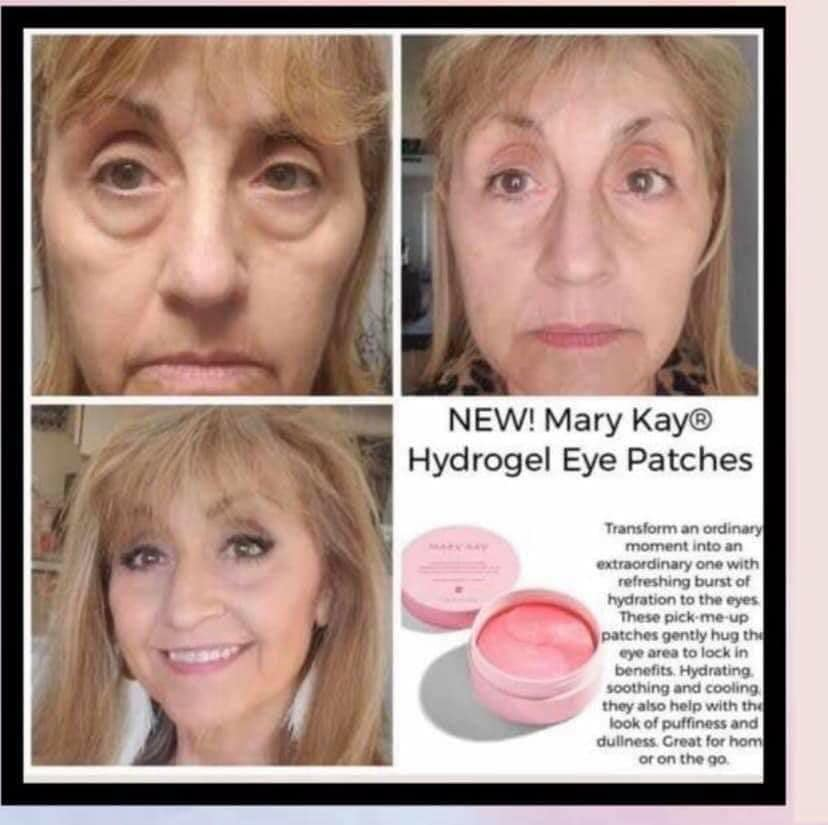 NEW! Mary Kay®
Hydrogel Eye Patches
MARY KAY
Transform an ordinary
moment into an
extraordinary one with
refreshing burst of
hydration to the eyes.
These pick-me-up
patches gently hug the
eye area to lock in
benefits. Hydrating,
soothing and cooling,
they also help with the
look of puffiness and
dullness. Great for hom
or on the go.